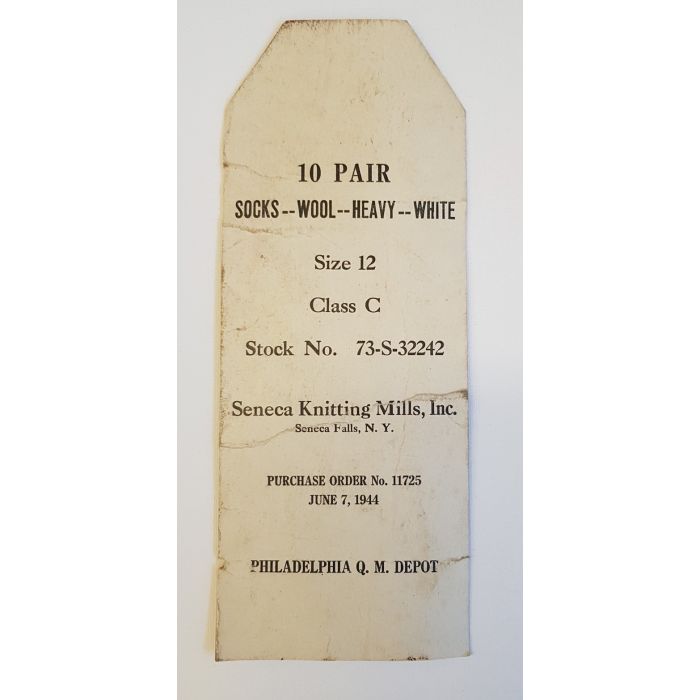 10 PAIR
SOCKS--WOOL--HEAVY--WHITE
Size 12
Class C
Stock No. 73-S-32242
Seneca Knitting Mills, Inc.
Seneca Falls, N. Y.
PURCHASE ORDER No. 11725
JUNE 7, 1944
PHILADELPHIA Q. M. DEPOT